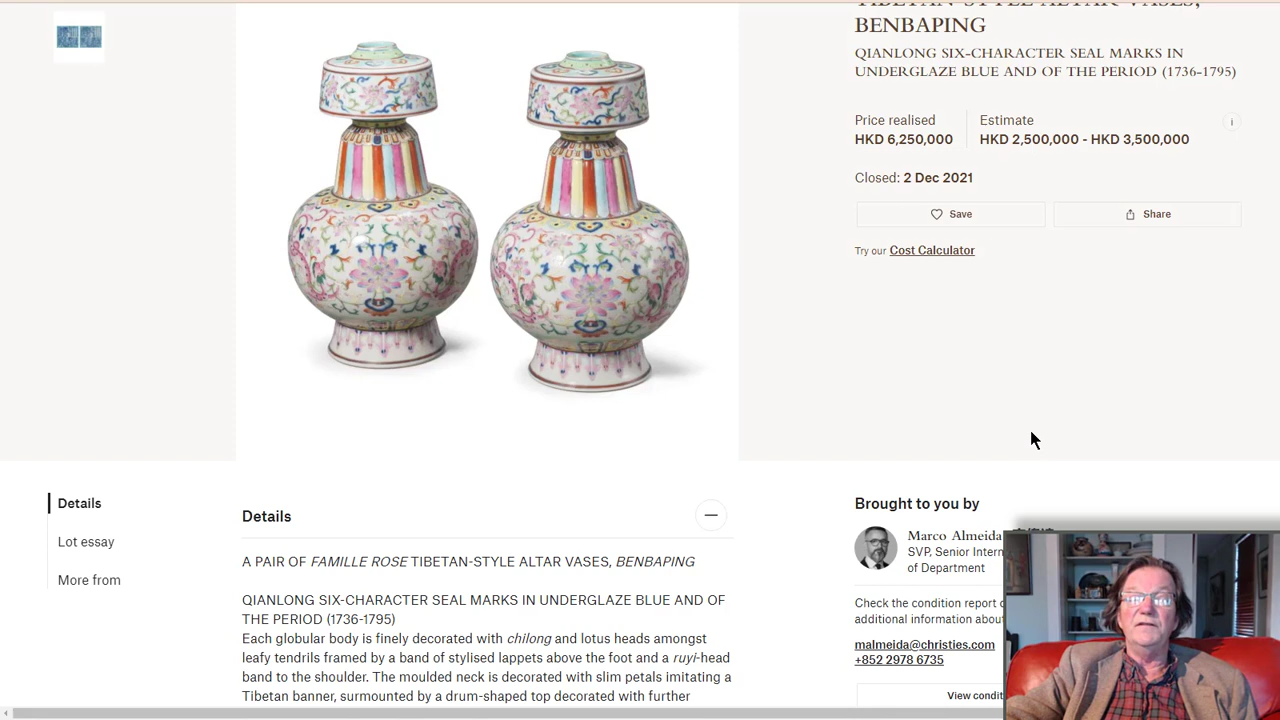 TIBETAN-STYLE ALTAR VASES,
BENBAPING
QIANLONG SIX-CHARACTER SEAL MARKS IN
UNDERGLAZE BLUE AND OF THE PERIOD (1736-1795)
Price realised
HKD 6,250,000
Estimate
HKD 2,500,000 - HKD 3,500,000
i
Closed: 2 Dec 2021
Save
Share
Try our Cost Calculator
Details
Lot essay
More from
Details
A PAIR OF FAMILLE ROSE TIBETAN-STYLE ALTAR VASES, BENBAPING
QIANLONG SIX-CHARACTER SEAL MARKS IN UNDERGLAZE BLUE AND OF
THE PERIOD (1736-1795)
Each globular body is finely decorated with chilong and lotus heads amongst
leafy tendrils framed by a band of stylised lappets above the foot and a ruyi-head
band to the shoulder. The moulded neck is decorated with slim petals imitating a
Tibetan banner, surmounted by a drum-shaped top decorated with further
Brought to you by
Marco Almeida
SVP, Senior Intern
of Department
Check the condition report o
additional information abou
malmeida@christies.com
+852 2978 6735
View condit